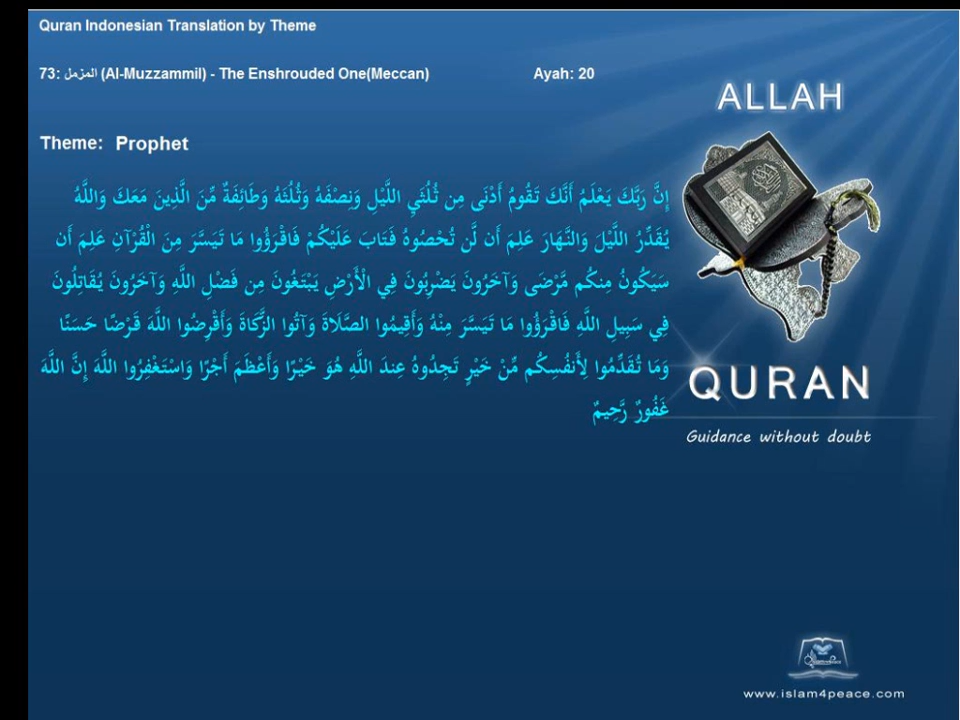 Quran Indonesian Translation by Theme
73: المزمل (Al-Muzzammil) - The Enshrouded One(Meccan) Ayah: 20
Theme: Prophet
إِنَّ رَبَّكَ يَعْلَمُ أَنَّكَ تَقُومُ أَدْنَى مِن ثُلُثَيِ اللَّيْلِ وَنِصْفَهُ وَثُلُثَهُ وَطَائِفَةٌ مِّنَ الَّذِينَ مَعَكَ وَاللَّهُ
يُقَدِّرُ اللَّيْلَ وَالنَّهَارَ عَلِمَ أَن لَّن تُحْصُوهُ فَتَابَ عَلَيْكُمْ فَاقْرَؤُوا مَا تَيَسَّرَ مِنَ الْقُرْآنِ عَلِمَ أَن
سَيَكُونُ مِنكُم مَّرْضَى وَآخَرُونَ يَضْرِبُونَ فِي الْأَرْضِ يَبْتَغُونَ مِن فَضْلِ اللَّهِ وَآخَرُونَ يُقَاتِلُونَ
فِي سَبِيلِ اللَّهِ فَاقْرَؤُوا مَا تَيَسَّرَ مِنْهُ وَأَقِيمُوا الصَّلَاةَ وَآتُوا الزَّكَاةَ وَأَقْرِضُوا اللَّهَ قَرْضًا حَسَنًا
وَمَا تُقَدِّمُوا لِأَنفُسِكُم مِّنْ خَيْرٍ تَجِدُوهُ عِندَ اللَّهِ هُوَ خَيْرًا وَأَعْظَمَ أَجْرًا وَاسْتَغْفِرُوا اللَّهَ إِنَّ اللَّهَ
غَفُورٌ رَّحِيمٌ
ALLAH
QURAN
Guidance without doubt
www.islam4peace.com